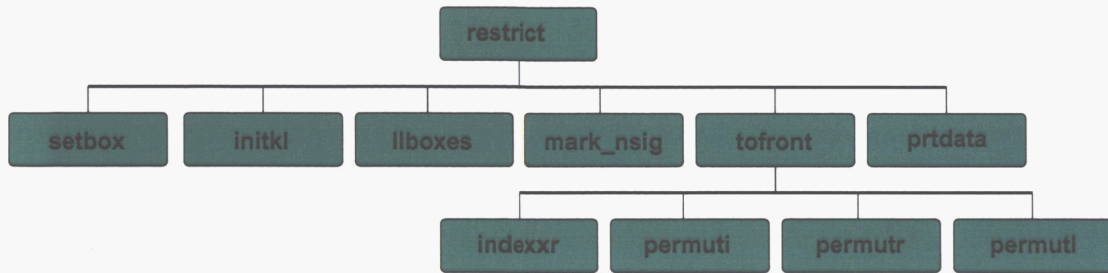 restrict
setbox initkl llboxes mark_nsig tofront prtdata
indexxr permuti permutr permutl